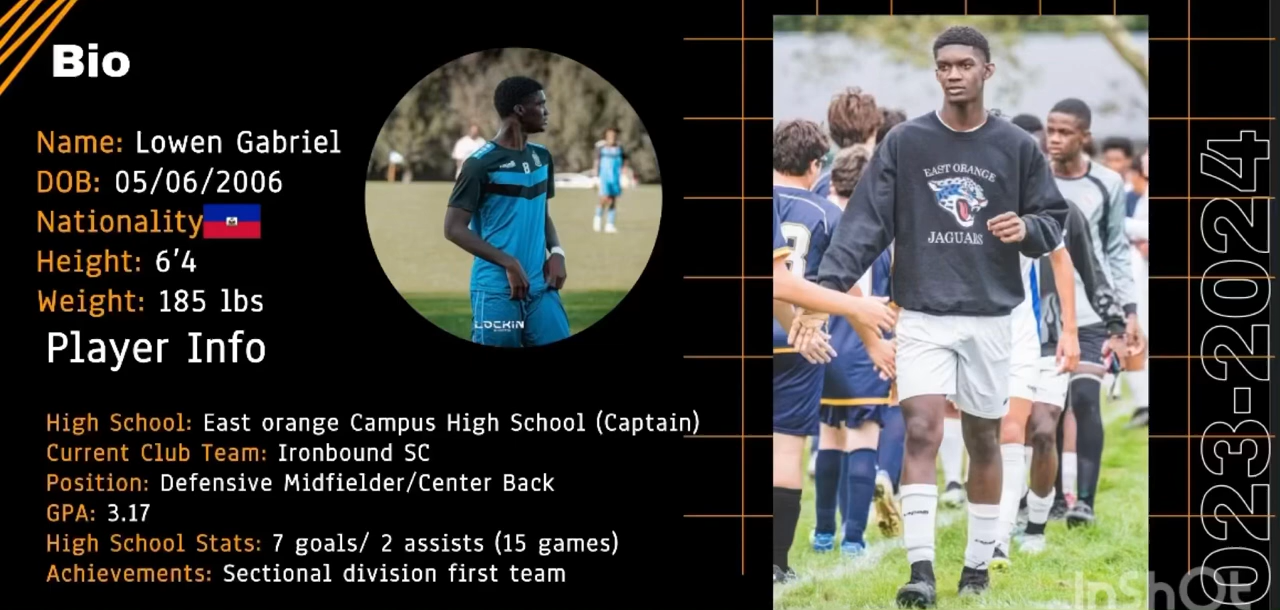 Bio
Name: Lowen Gabriel
DOB: 05/06/2006
Nationality
Height: 6'4
Weight: 185 lbs
Player Info
High School: East orange Campus High School (Captain)
Current Club Team: Ironbound SC
Position: Defensive Midfielder/Center Back
GPA: 3.17
High School Stats: 7 goals/ 2 assists (15 games)
Achievements: Sectional division first team
8
LOCKIN
EAST ORANGE
JAGUARS
3
2023-2024
InShOt